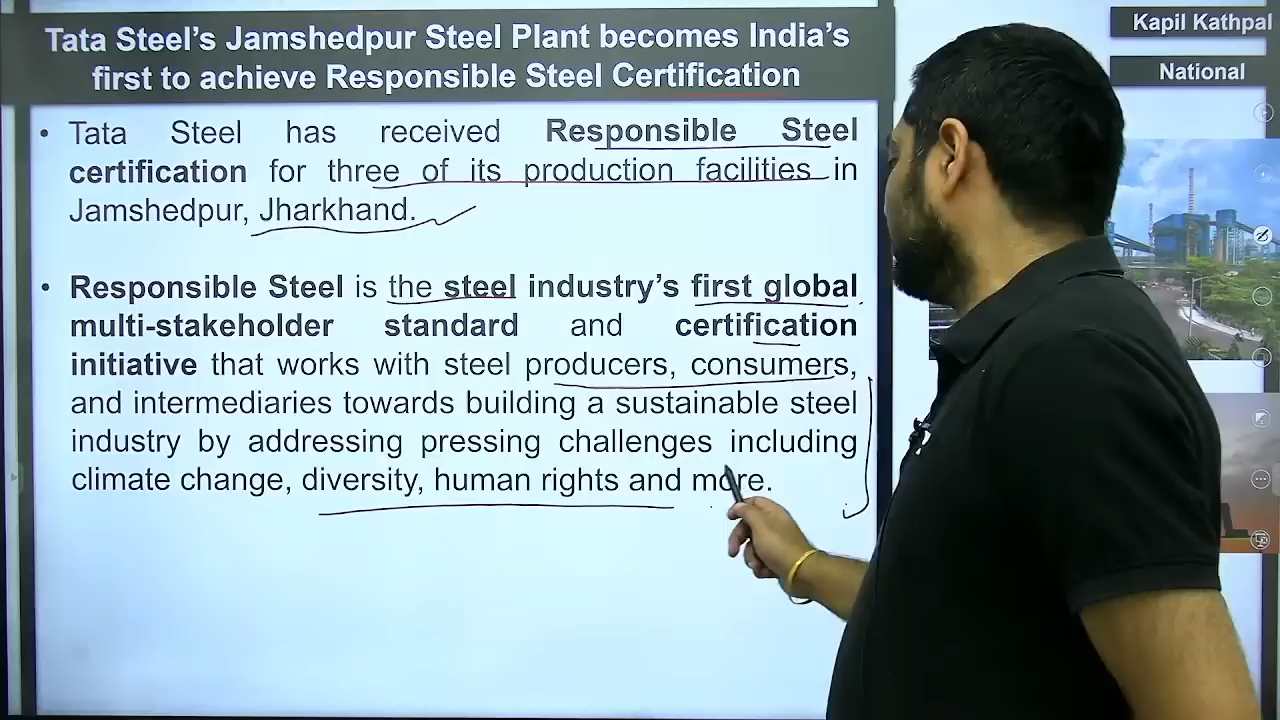 Tata Steel’s Jamshedpur Steel Plant becomes India’s
first to achieve Responsible Steel Certification
Kapil Kathpal
National
• Tata Steel has received Responsible Steel
certification for three of its production facilities in
Jamshedpur, Jharkhand.
• Responsible Steel is the steel industry’s first global
multi-stakeholder standard and certification
initiative that works with steel producers, consumers,
and intermediaries towards building a sustainable steel
industry by addressing pressing challenges including
climate change, diversity, human rights and more.